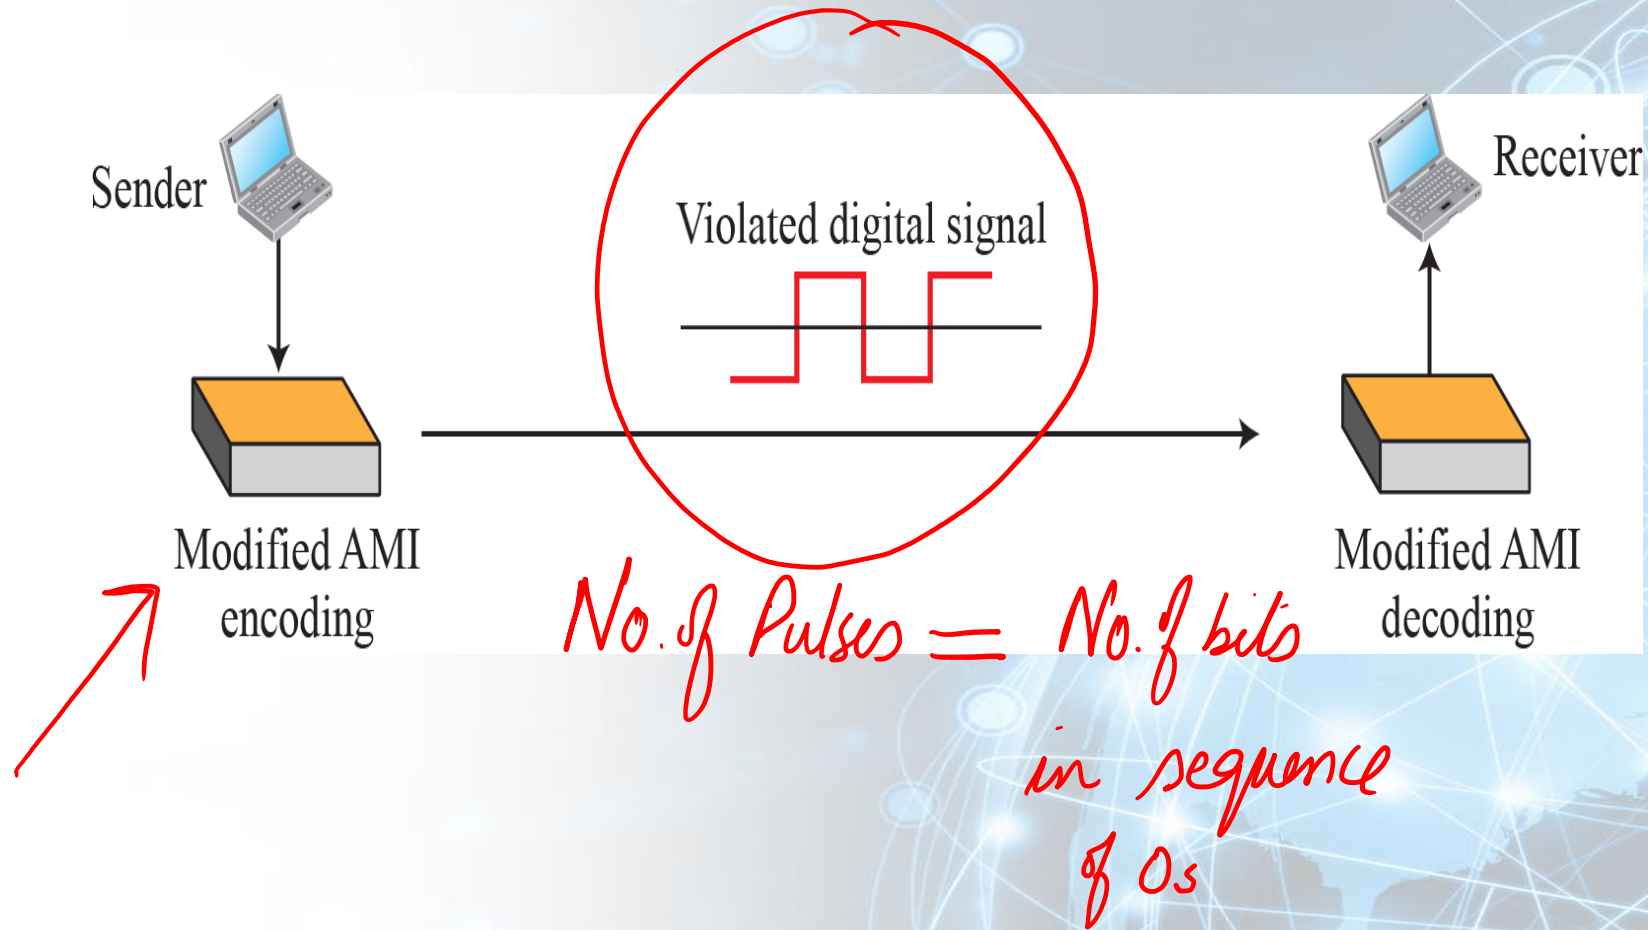 Sender
Receiver
Violated digital signal
Modified AMI
encoding
Modified AMI
decoding
No. of Pulses = No. of bits
in sequence
of 0s